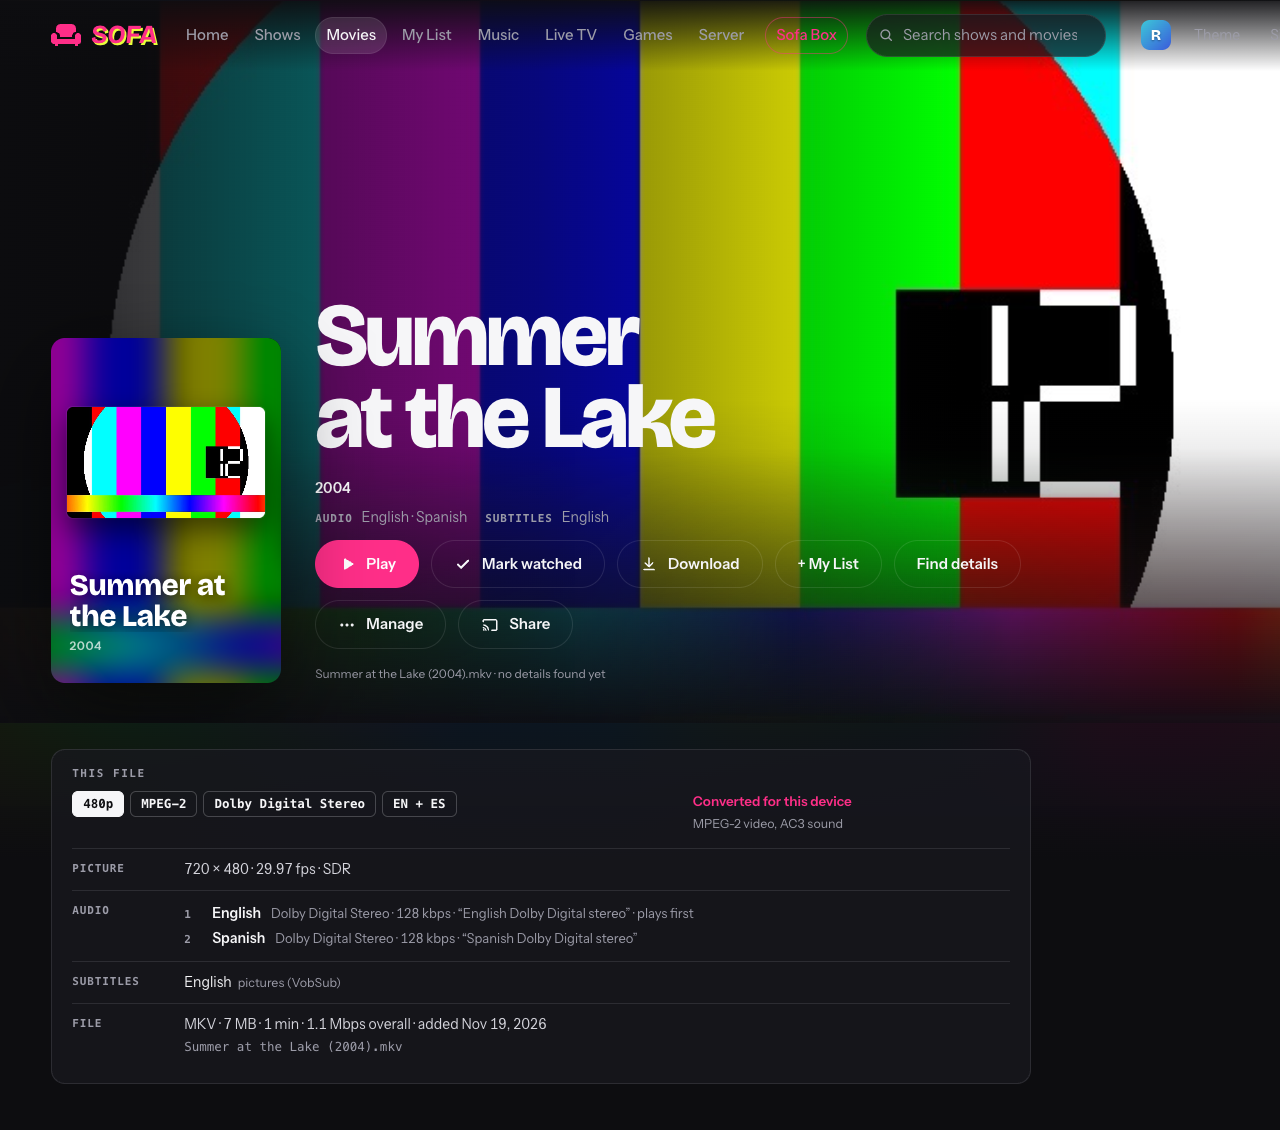 SOFA Home Shows Movies My List Music Live TV Games Server Sofa Box Search shows and movies R Theme
Summer
at the Lake
2004
AUDIO English · Spanish SUBTITLES English
Play Mark watched Download + My List Find details
Manage Share
Summer at the Lake (2004).mkv · no details found yet
12
Summer at
the Lake
2004
THIS FILE
480p MPEG-2 Dolby Digital Stereo EN + ES
Converted for this device
MPEG-2 video, AC3 sound
PICTURE 720 × 480 · 29.97 fps · SDR
AUDIO 1 English Dolby Digital Stereo · 128 kbps · “English Dolby Digital stereo” · plays first
2 Spanish Dolby Digital Stereo · 128 kbps · “Spanish Dolby Digital stereo”
SUBTITLES English pictures (VobSub)
FILE MKV · 7 MB · 1 min · 1.1 Mbps overall · added Nov 19, 2026
Summer at the Lake (2004).mkv